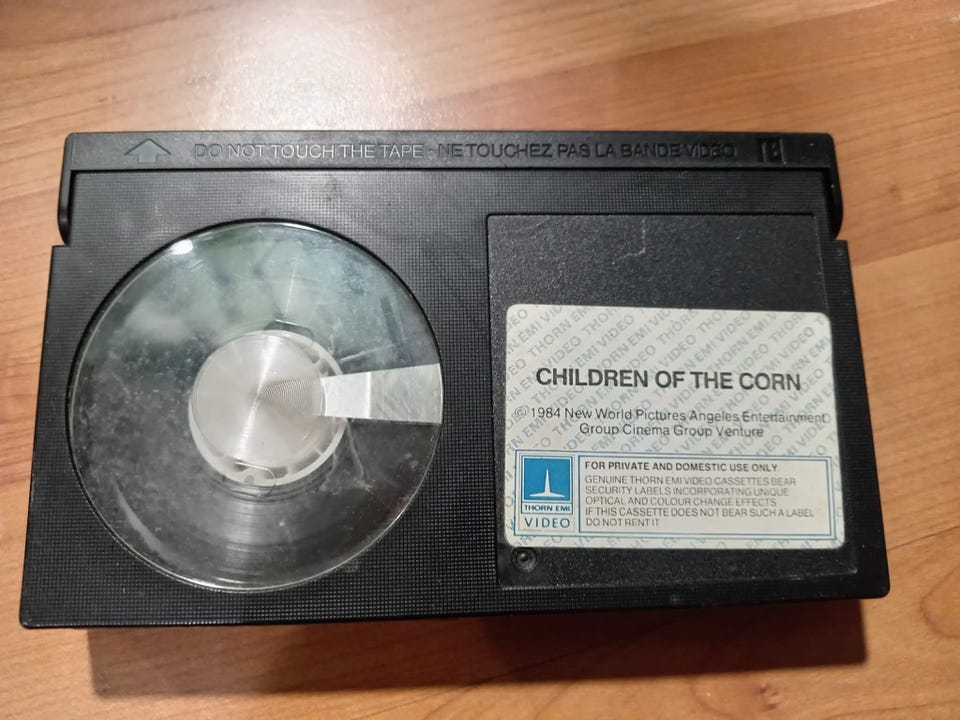 DO NOT TOUCH THE TAPE - NE TOUCHEZ PAS LA BANDE VIDÉO
CHILDREN OF THE CORN
℗ 1984 New World Pictures Angeles Entertainment
Group Cinema Group Venture
THORN EMI
VIDEO
FOR PRIVATE AND DOMESTIC USE ONLY.
GENUINE THORN EMI VIDEO CASSETTES BEAR
SECURITY LABELS INCORPORATING UNIQUE
OPTICAL AND COLOUR CHANGE EFFECTS
IF THIS CASSETTE DOES NOT BEAR SUCH A LABEL
DO NOT RENT IT